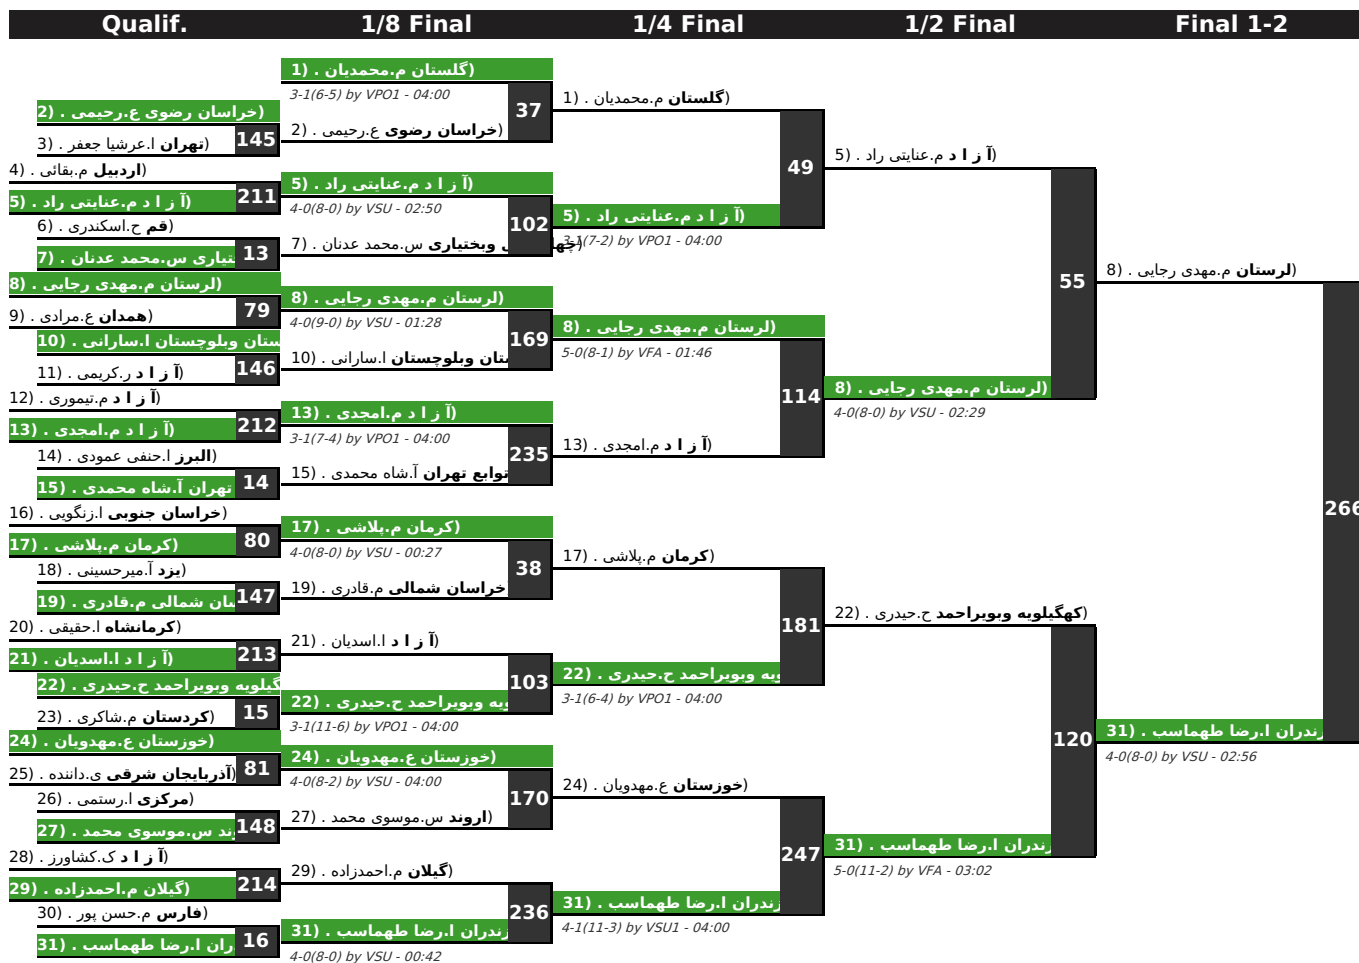 Qualif.
1/8 Final
1/4 Final
1/2 Final
Final 1-2
2) . خراسان رضوی ع.رحیمی)
3) . تهران ا.عرشیا جعفر)
145
4) . اردبیل م.بقائی)
5) . آ ز ا د م.عنایتی راد)
211
6) . قم ح.اسکندری)
7) . س.محمد عدنان
13
8) . لرستان م.مهدی رجایی)
9) . همدان ع.مرادی)
79
10) . وبلوچستان ا.سارانی
11) . آ ز ا د ر.کریمی)
146
12) . آ ز ا د م.تیموری)
13) . آ ز ا د م.امجدی)
212
14) . البرز ا.حنفی عمودی)
15) . تهران آ.شاه محمدی
14
16) . خراسان جنوبی ا.زنگویی)
17) . کرمان م.پلاشی)
80
18) . یزد آ.میرحسینی)
19) . شمالی م.قادری
147
20) . کرمانشاه ا.حقیقی)
21) . آ ز ا د ا.اسدیان)
213
22) . وبویراحمد ح.حیدری
23) . کردستان م.شاکری)
15
24) . خوزستان ع.مهدویان)
25) . آذربایجان شرقی ی.داننده)
81
26) . مرکزی ا.رستمی)
27) . س.موسوی محمد
148
28) . آ ز ا د ک.کشاورز)
29) . گیلان م.احمدزاده)
214
30) . فارس م.حسن پور)
31) . ا.رضا طهماسب
16
1) . گلستان م.محمدیان)
3-1(6-5) by VPO1 - 04:00
2) . خراسان رضوی ع.رحیمی)
37
5) . آ ز ا د م.عنایتی راد)
4-0(8-0) by VSU - 02:50
7) . وبختیاری س.محمد عدنان)
102
8) . لرستان م.مهدی رجایی)
4-0(9-0) by VSU - 01:28
10) . وبلوچستان ا.سارانی
169
13) . آ ز ا د م.امجدی)
3-1(7-4) by VPO1 - 04:00
15) . توابع تهران آ.شاه محمدی
235
17) . کرمان م.پلاشی)
4-0(8-0) by VSU - 00:27
19) . خراسان شمالی م.قادری
38
21) . آ ز ا د ا.اسدیان)
22) . وبویراحمد ح.حیدری
3-1(11-6) by VPO1 - 04:00
103
24) . خوزستان ع.مهدویان)
4-0(8-2) by VSU - 04:00
27) . اروند س.موسوی محمد)
170
29) . گیلان م.احمدزاده)
31) . ا.رضا طهماسب
4-0(8-0) by VSU - 00:42
236
1) . گلستان م.محمدیان)
5) . آ ز ا د م.عنایتی راد)
3-1(7-2) by VPO1 - 04:00
49
8) . لرستان م.مهدی رجایی)
5-0(8-1) by VFA - 01:46
13) . آ ز ا د م.امجدی)
114
17) . کرمان م.پلاشی)
22) . وبویراحمد ح.حیدری
3-1(6-4) by VPO1 - 04:00
181
24) . خوزستان ع.مهدویان)
31) . ا.رضا طهماسب
4-1(11-3) by VSU1 - 04:00
247
5) . آ ز ا د م.عنایتی راد)
8) . لرستان م.مهدی رجایی)
4-0(8-0) by VSU - 02:29
55
22) . کهگیلویه وبویراحمد ح.حیدری)
31) . ا.رضا طهماسب
5-0(11-2) by VFA - 03:02
120
8) . لرستان م.مهدی رجایی)
31) . ا.رضا طهماسب
4-0(8-0) by VSU - 02:56
266